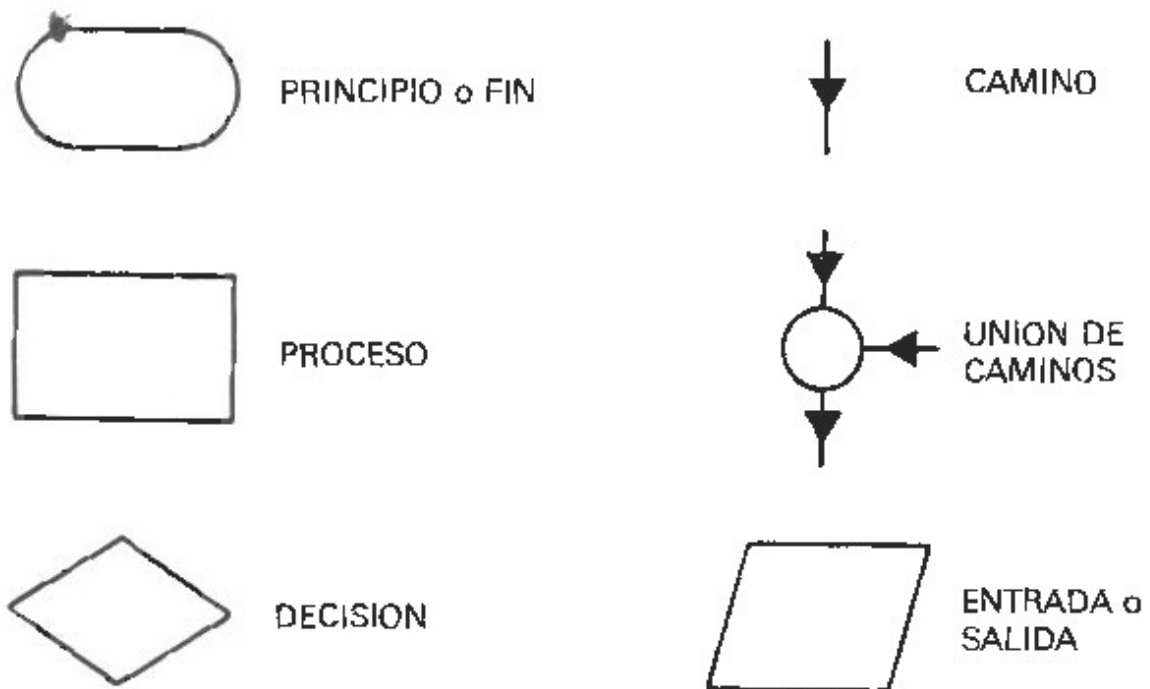 PRINCIPIO o FIN
CAMINO
PROCESO
UNION DE
CAMINOS
DECISION
ENTRADA o
SALIDA